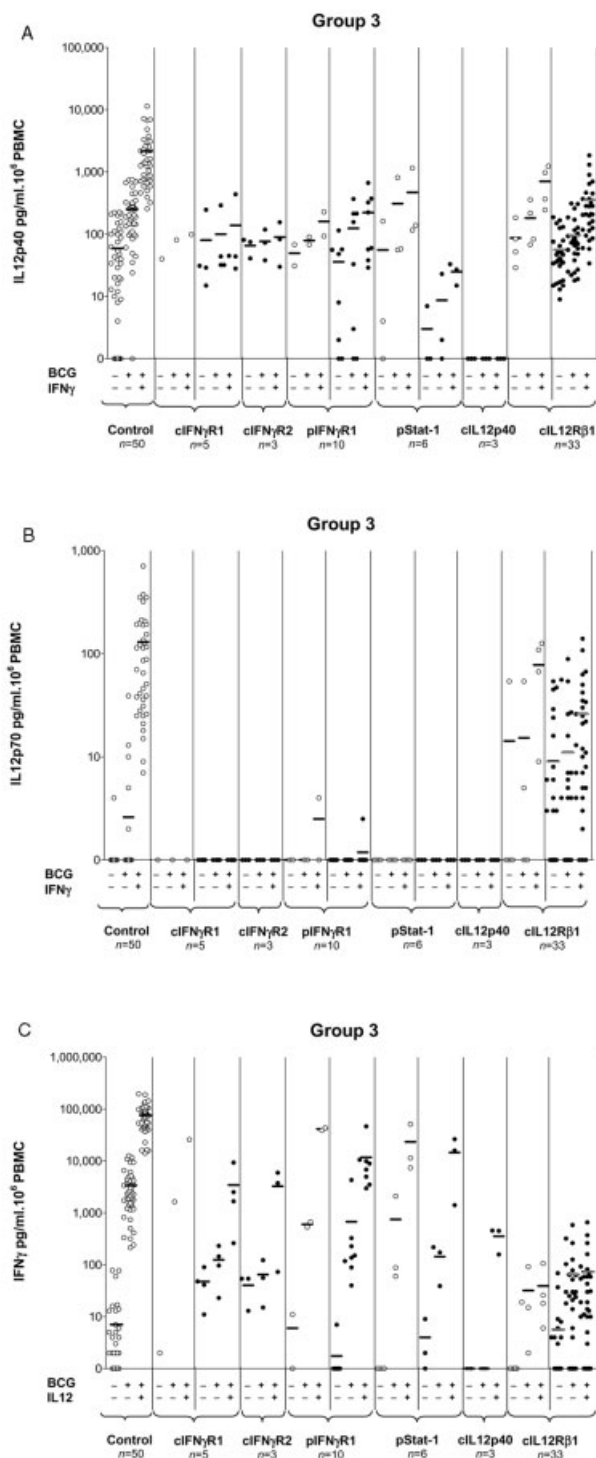 A
Group 3
IL12p40 pg/ml.10⁶ PBMC
100,000
10,000
1,000
100
10
0
BCG – + + – + + – + + – + + – + + – + + – + + – + + – + + – + + – + +
IFNγ – – + – – + – – + – – + – – + – – + – – + – – + – – + – – + – – +
Control cIFNγR1 cIFNγR2 pIFNγR1 pStat-1 cIL12p40 cIL12Rβ1
n=50 n=5 n=3 n=10 n=6 n=3 n=33
B
Group 3
IL12p70 pg/ml.10⁶ PBMC
1,000
100
10
0
BCG – + + – + + – + + – + + – + + – + + – + + – + + – + + – + + – + +
IFNγ – – + – – + – – + – – + – – + – – + – – + – – + – – + – – + – – +
Control cIFNγR1 cIFNγR2 pIFNγR1 pStat-1 cIL12p40 cIL12Rβ1
n=50 n=5 n=3 n=10 n=6 n=3 n=33
C
Group 3
IFNγ pg/ml.10⁶ PBMC
1,000,000
100,000
10,000
1,000
100
10
0
BCG – + + – + + – + + – + + – + + – + + – + + – + + – + + – + + – + +
IL12 – – + – – + – – + – – + – – + – – + – – + – – + – – + – – + – – +
Control cIFNγR1 cIFNγR2 pIFNγR1 pStat-1 cIL12p40 cIL12Rβ1
n=50 n=5 n=3 n=10 n=6 n=3 n=33